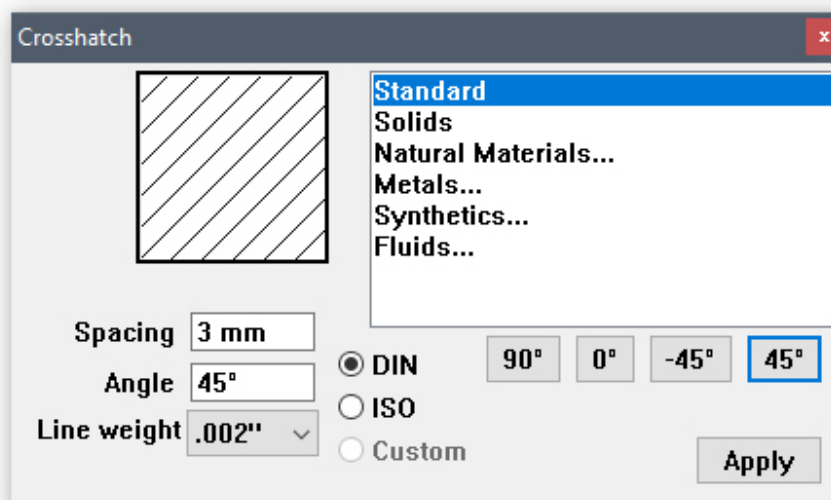 Crosshatch
x
Standard
Solids
Natural Materials...
Metals...
Synthetics...
Fluids...
Spacing 3 mm
Angle 45°
Line weight .002"
DIN
ISO
Custom
90° 0° -45° 45°
Apply